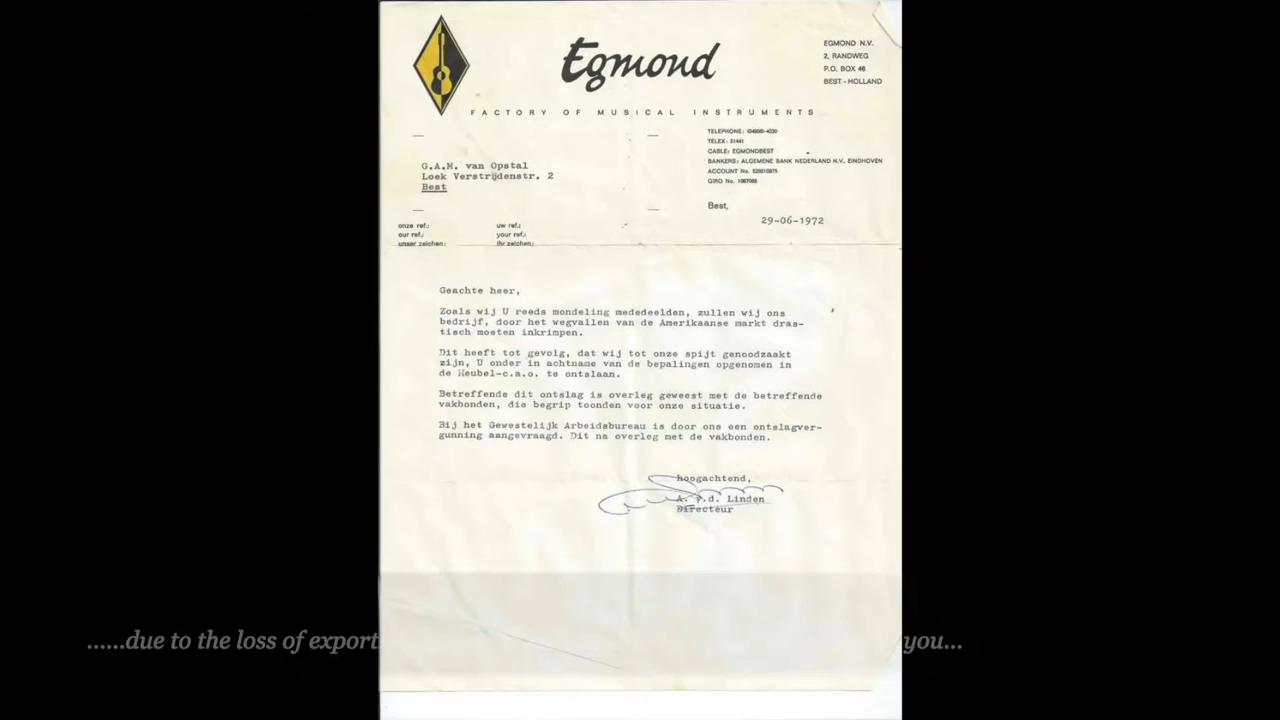 Egmond
FACTORY OF MUSICAL INSTRUMENTS
EGMOND N.V.
2, RANDWEG
P.O. BOX 46
BEST - HOLLAND
TELEPHONE: (04998)-4030
TELEX: 51441
CABLE: EGMONDBEST
BANKERS: ALGEMENE BANK NEDERLAND N.V. EINDHOVEN
ACCOUNT No.
GIRO No. 1067065
G.A.M. van Opstal
Loek Verstrijdenstr. 2
Best
Best,
29-06-1972
onze ref.: uw ref.:
our ref.: your ref.:
unser zeichen: Ihr zeichen:
Geachte heer,
Zoals wij U reeds mondeling mededeelden, zullen wij ons
bedrijf, door het wegvallen van de Amerikaanse markt dras-
tisch moeten inkrimpen.
Dit heeft tot gevolg, dat wij tot onze spijt genoodzaakt
zijn, U onder in achtname van de bepalingen opgenomen in
de Meubel-c.a.o. te ontslaan.
Betreffende dit ontslag is overleg geweest met de betreffende
vakbonden, die begrip toonden voor onze situatie.
Bij het Gewestelijk Arbeidsbureau is door ons een ontslagver-
gunning aangevraagd. Dit na overleg met de vakbonden.
hoogachtend,
A. v.d. Linden
Directeur
......due to the loss of export you...